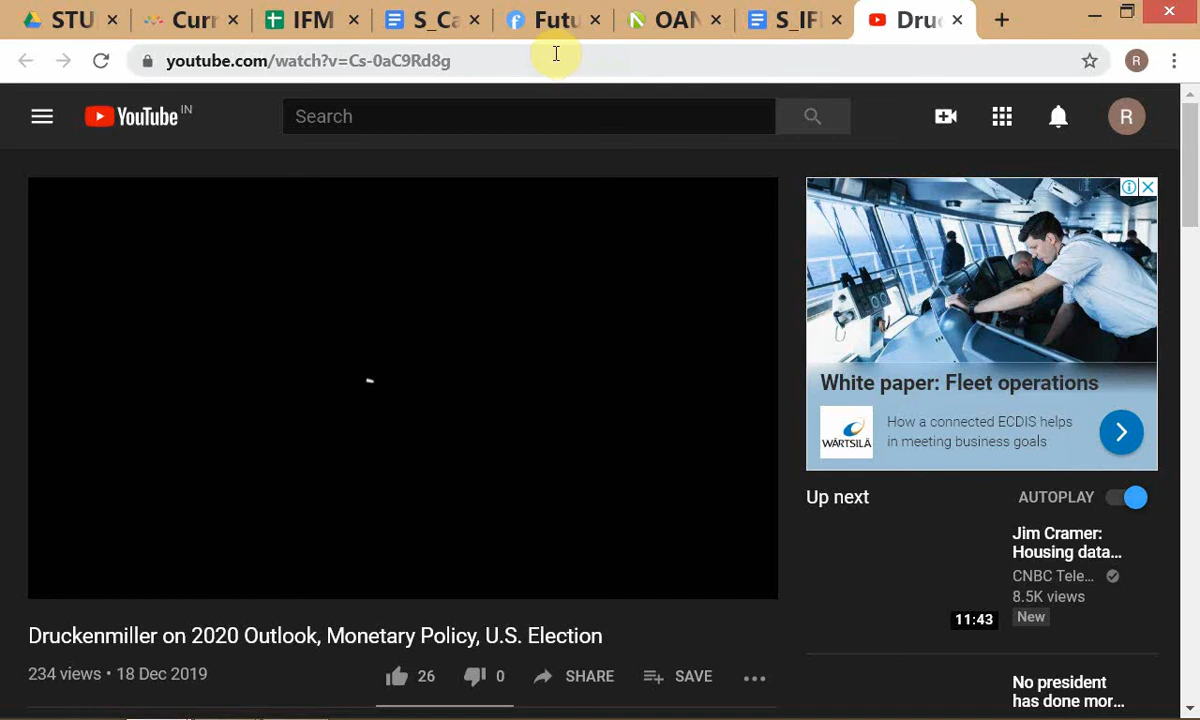 STU
Curr
IFM
S_Ca
Futu
OAN
S_IF
Dru
youtube.com/watch?v=Cs-0aC9Rd8g
R
YouTube IN
Search
R
White paper: Fleet operations
WÄRTSILÄ
How a connected ECDIS helps
in meeting business goals
Up next
AUTOPLAY
Jim Cramer:
Housing data...
CNBC Tele...
8.5K views
New
11:43
Druckenmiller on 2020 Outlook, Monetary Policy, U.S. Election
234 views • 18 Dec 2019
26
0
SHARE
SAVE
No president
has done mor...